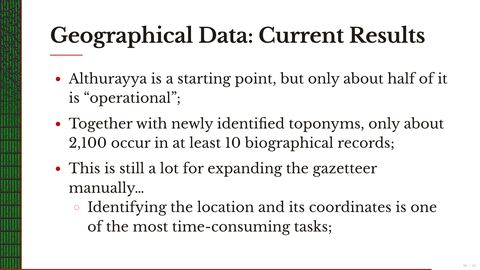 Geographical Data: Current Results
• Althurayya is a starting point, but only about half of it
is “operational”;
• Together with newly identified toponyms, only about
2,100 occur in at least 10 biographical records;
• This is still a lot for expanding the gazetteer
manually…
○ Identifying the location and its coordinates is one
of the most time-consuming tasks;